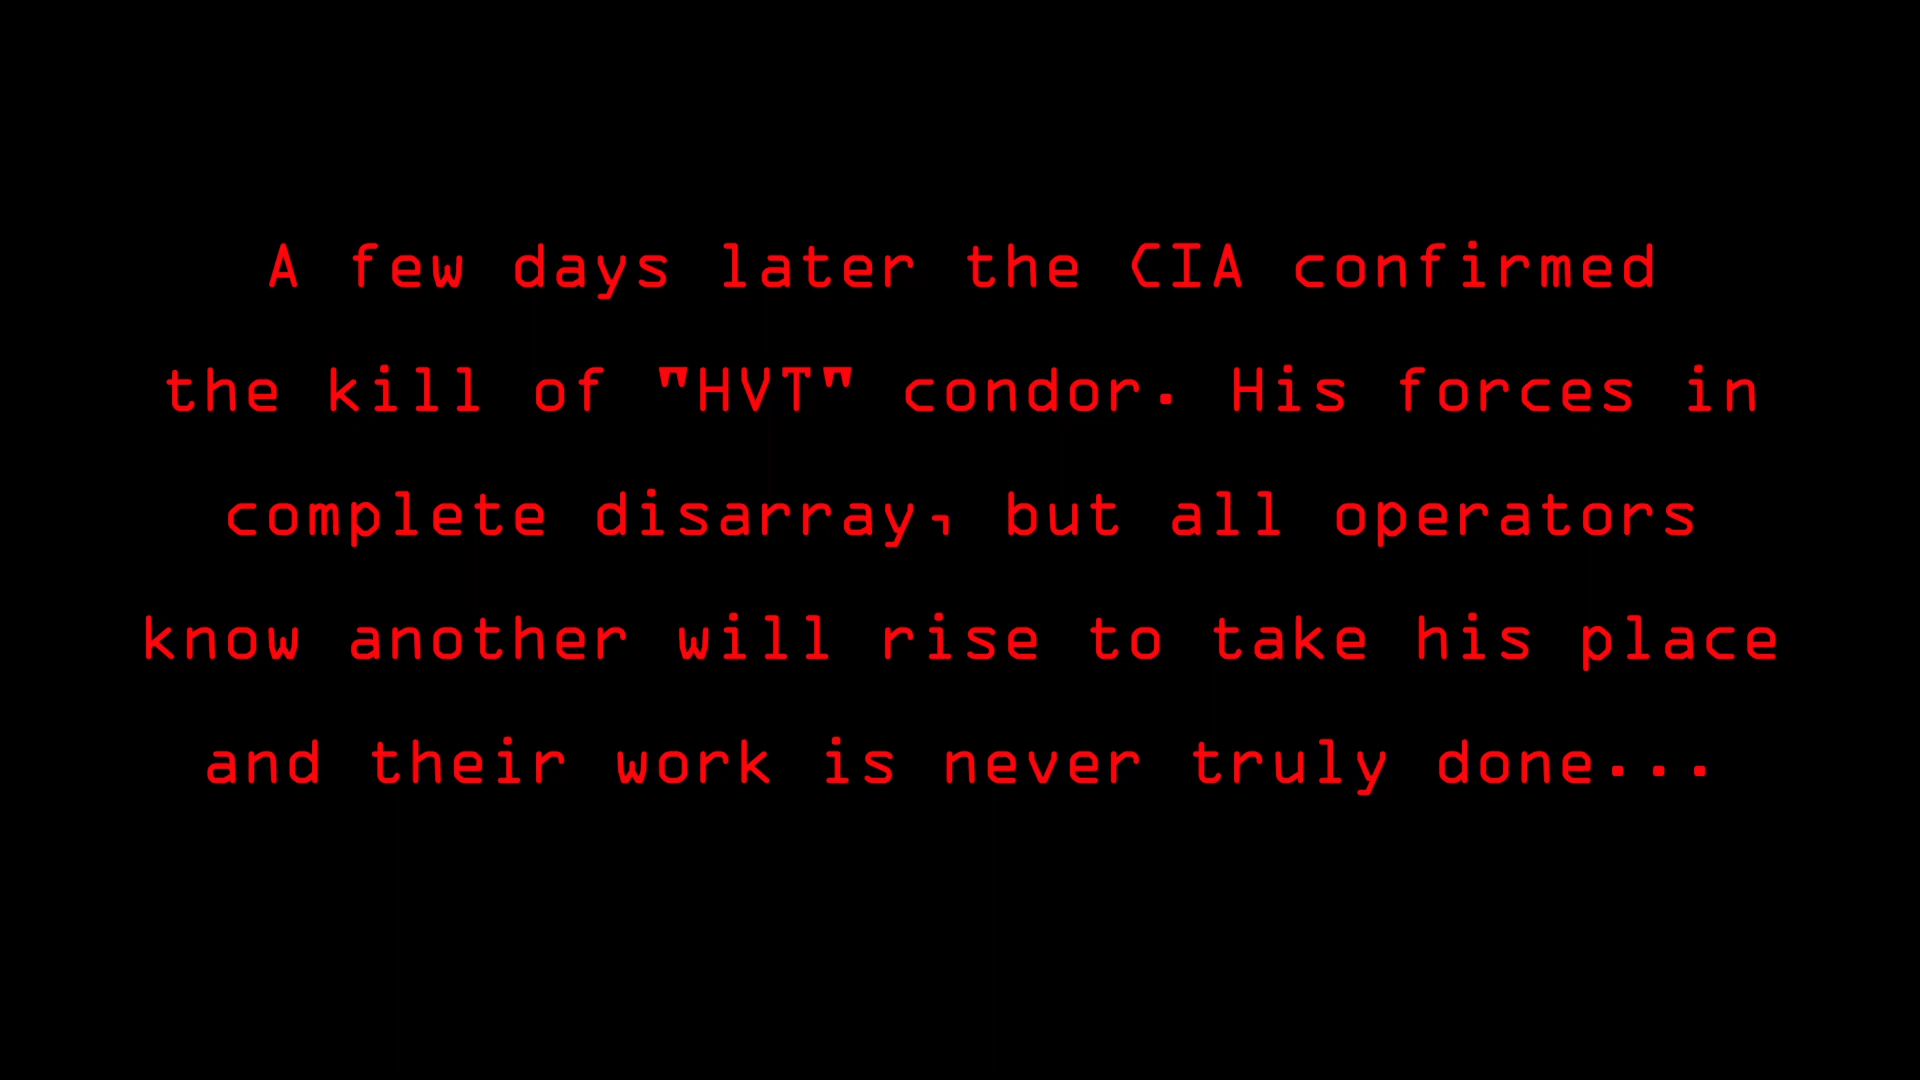 A few days later the CIA confirmed
the kill of "HVT" condor. His forces in
complete disarray, but all operators
know another will rise to take his place
and their work is never truly done...